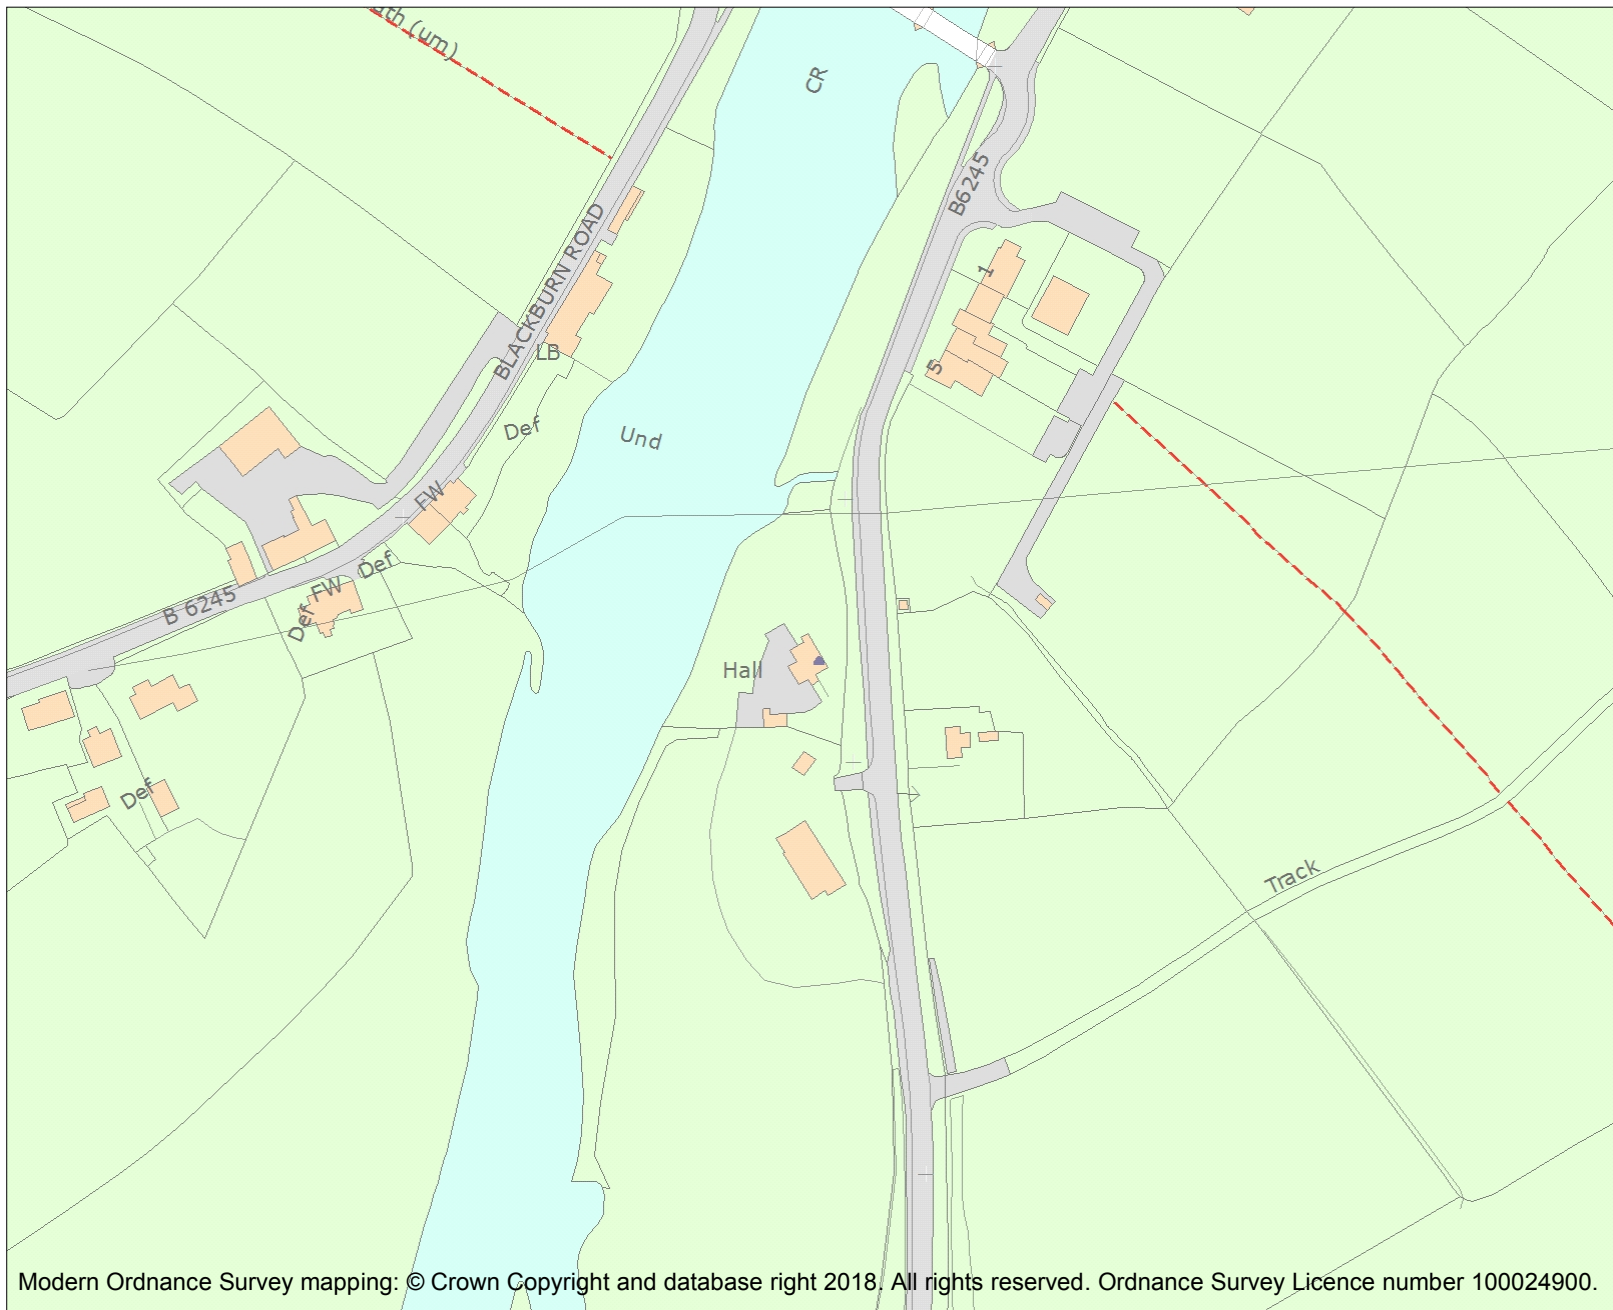 (um)
CR
B6245
BLACKBURN ROAD
1
LB
5
Def
Und
FW
Def
FW
Def
B 6245
Hall
Def
Track
Modern Ordnance Survey mapping: © Crown Copyright and database right 2018. All rights reserved. Ordnance Survey Licence number 100024900.